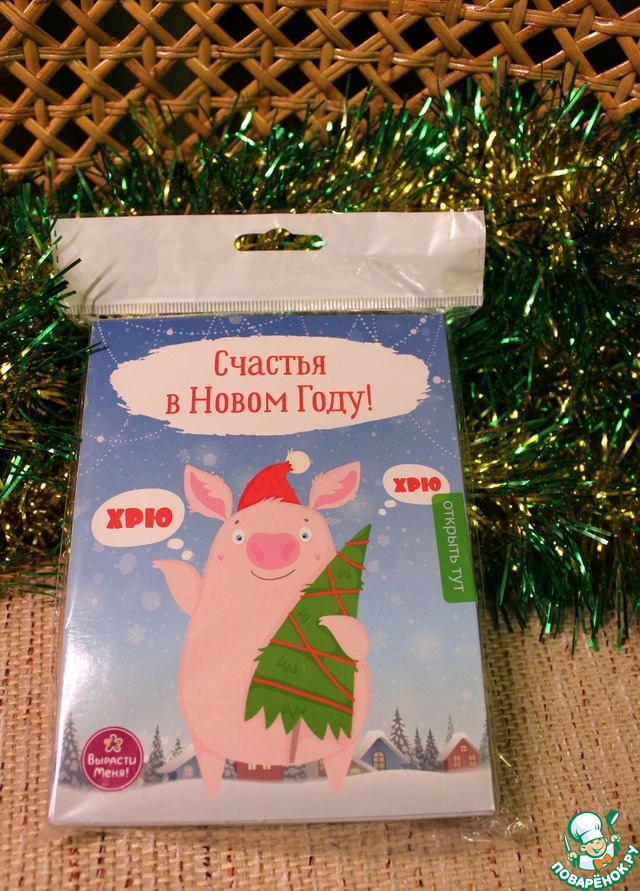 Счастья
в Новом Году!
ХРЮ
ХРЮ
открыть тут
Вырасти
Меня!
ПОВАРЁНОК.РУ